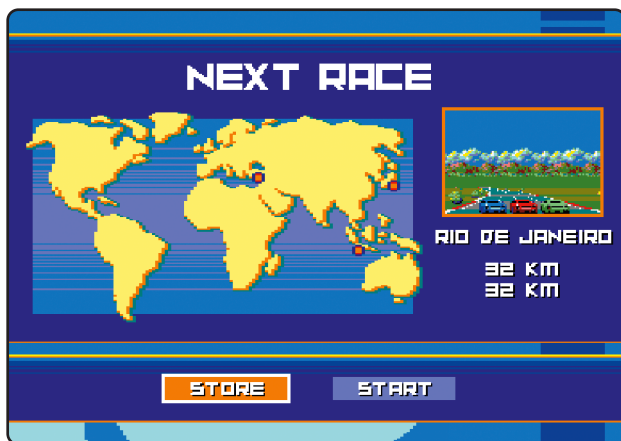 NEXT RACE
RIO DE JANEIRO
32 KM
32 KM
STORE
START